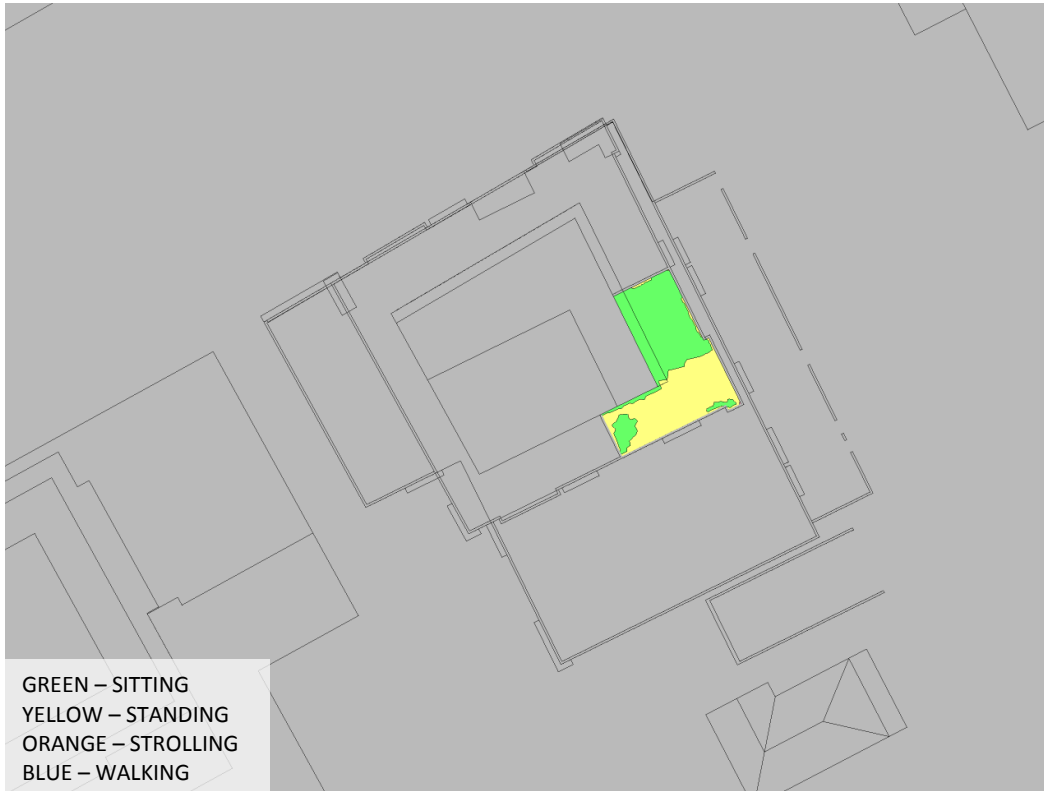 GREEN – SITTING
YELLOW – STANDING
ORANGE – STROLLING
BLUE – WALKING